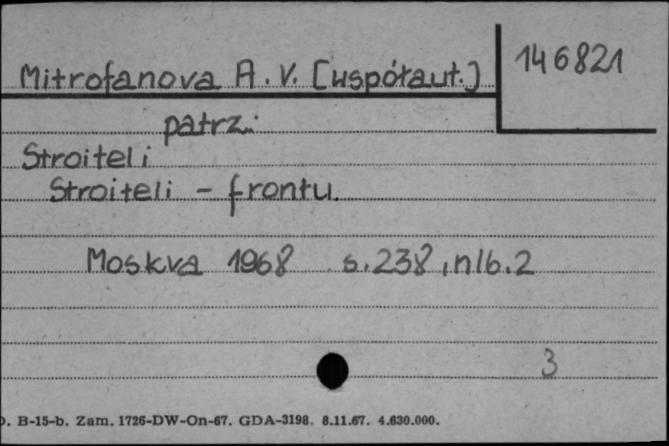 Mitrofanova A. V. [współaut.]
146821
patrz:
Stroiteli
Stroiteli - frontu.
Moskva 1968 s. 238, nlb. 2
3
D. B-15-b. Zam. 1726-DW-On-67. GDA-3198. 8.11.67. 4.630.000.